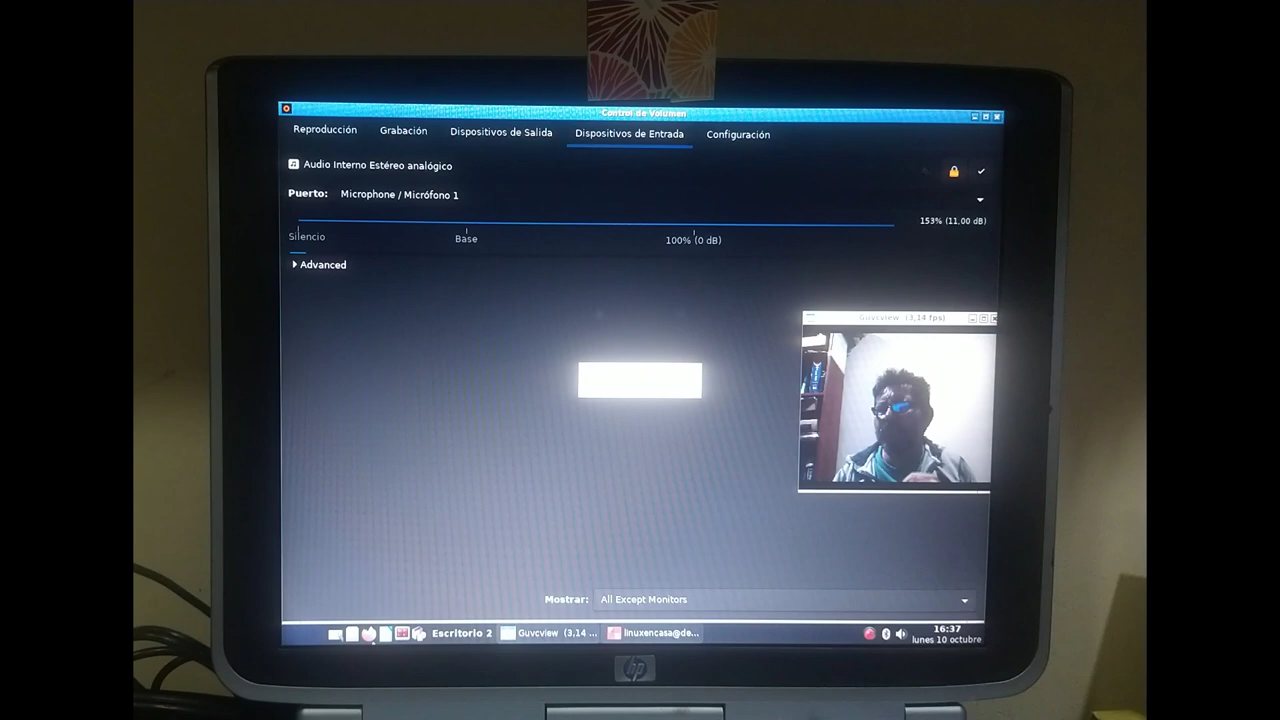 Control de Volumen
Reproducción Grabación Dispositivos de Salida Dispositivos de Entrada Configuración
Audio Interno Estéreo analógico
Puerto: Microphone / Micrófono 1
153% (11,00 dB)
Silencio Base 100% (0 dB)
Advanced
Guvcview (3,14 fps)
Mostrar: All Except Monitors
Escritorio 2 Guvcview (3,14 ... linuxencasa@de... 16:37
lunes 10 octubre
hp